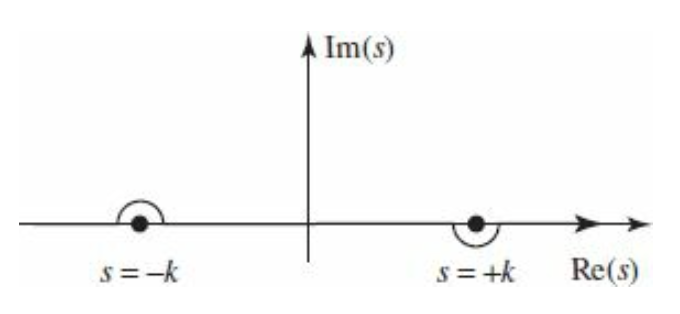 Im(s)
s = –k
s = +k
Re(s)